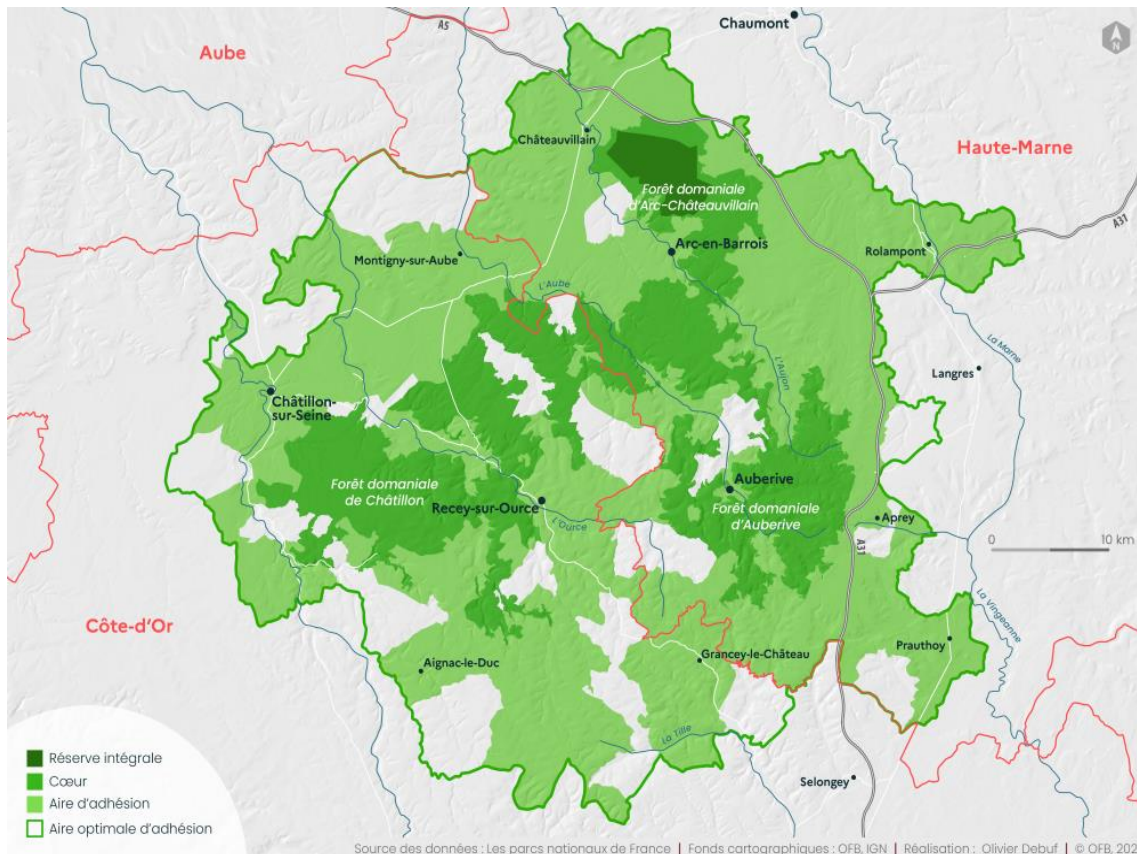 Chaumont
A5
N
Aube
Châteauvillain
Haute-Marne
Forêt domaniale
d'Arc-Châteauvillain
A31
Arc-en-Barrois
Rolampont
Montigny-sur-Aube
L'Aube
La Marne
L'Aujon
Langres
Châtillon-
sur-Seine
Forêt domaniale
de Châtillon
Auberive
Recey-sur-Ource
Forêt domaniale
d'Auberive
L'Ource
Aprey
0 10 km
A31
La Vingeanne
Côte-d'Or
Prauthoy
Grancey-le-Château
Aignac-le-Duc
La Tille
Selongey
Réserve intégrale
Cœur
Aire d'adhésion
Aire optimale d'adhésion
Source des données : Les parcs nationaux de France | Fonds cartographiques : OFB, IGN | Réalisation : Olivier Debuf | © OFB, 202